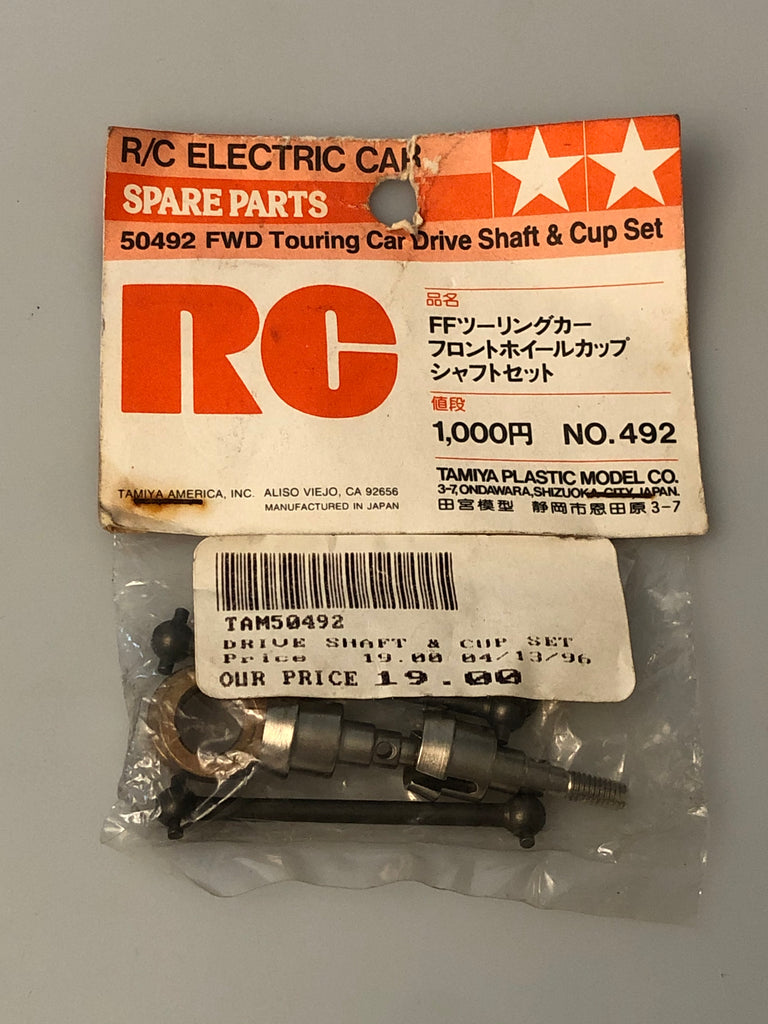 R/C ELECTRIC CAR
SPARE PARTS
50492 FWD Touring Car Drive Shaft & Cup Set
RC
品名
FFツーリングカー
フロントホイールカップ
シャフトセット
値段
1,000円 NO.492
TAMIYA AMERICA, INC. ALISO VIEJO, CA 92656
MANUFACTURED IN JAPAN
TAMIYA PLASTIC MODEL CO.
3-7, ONDAWARA, SHIZUOKA-CITY, JAPAN.
田宮模型 静岡市恩田原3-7
TAM50492
DRIVE SHAFT & CUP SET
Price 19.00 04/13/96
OUR PRICE 19.00